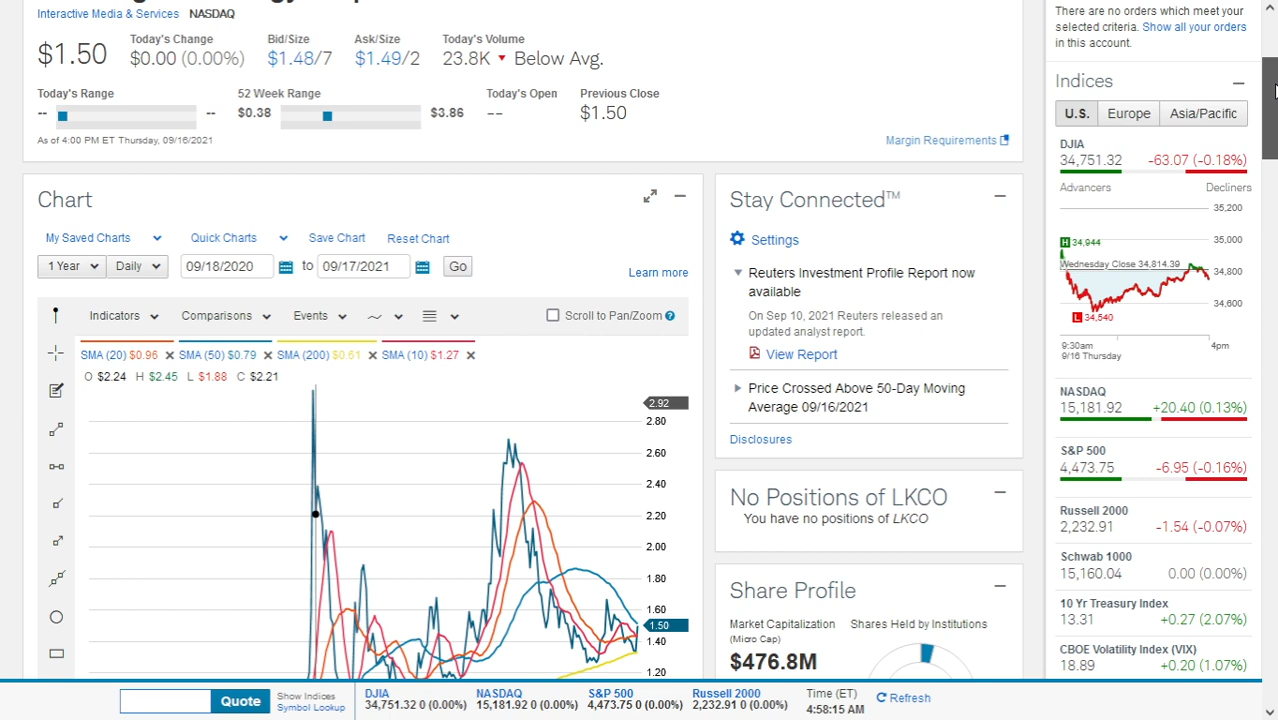 Interactive Media & Services NASDAQ
$1.50
Today's Change
$0.00 (0.00%)
Bid/Size
$1.48/7
Ask/Size
$1.49/2
Today's Volume
23.8K Below Avg.
Today's Range
-- --
52 Week Range
$0.38 $3.86
Today's Open
--
Previous Close
$1.50
As of 4:00 PM ET Thursday, 09/16/2021
Margin Requirements
Chart
My Saved Charts Quick Charts Save Chart Reset Chart
1 Year Daily 09/18/2020 to 09/17/2021 Go
Learn more
Indicators Comparisons Events Scroll to Pan/Zoom
SMA (20) $0.96 SMA (50) $0.79 SMA (200) $0.61 SMA (10) $1.27
O $2.24 H $2.45 L $1.88 C $2.21
2.92
2.80
2.60
2.40
2.20
2.00
1.80
1.60
1.50
1.40
1.20
Stay Connected™
Settings
Reuters Investment Profile Report now
available
On Sep 10, 2021 Reuters released an
updated analyst report.
View Report
Price Crossed Above 50-Day Moving
Average 09/16/2021
Disclosures
No Positions of LKCO
You have no positions of LKCO
Share Profile
Market Capitalization
(Micro Cap)
$476.8M
Shares Held by Institutions
There are no orders which meet your
selected criteria. Show all your orders
in this account.
Indices
U.S. Europe Asia/Pacific
DJIA
34,751.32 -63.07 (-0.18%)
Advancers Decliners
35,200
35,000
34,800
34,600
H 34,944
Wednesday Close 34,814.39
L 34,540
9:30am 4pm
9/16 Thursday
NASDAQ
15,181.92 +20.40 (0.13%)
S&P 500
4,473.75 -6.95 (-0.16%)
Russell 2000
2,232.91 -1.54 (-0.07%)
Schwab 1000
15,160.04 0.00 (0.00%)
10 Yr Treasury Index
13.31 +0.27 (2.07%)
CBOE Volatility Index (VIX)
18.89 +0.20 (1.07%)
Quote
Show Indices
Symbol Lookup
DJIA
34,751.32 0 (0.00%)
NASDAQ
15,181.92 0 (0.00%)
S&P 500
4,473.75 0 (0.00%)
Russell 2000
2,232.91 0 (0.00%)
Time (ET)
4:58:15 AM
Refresh